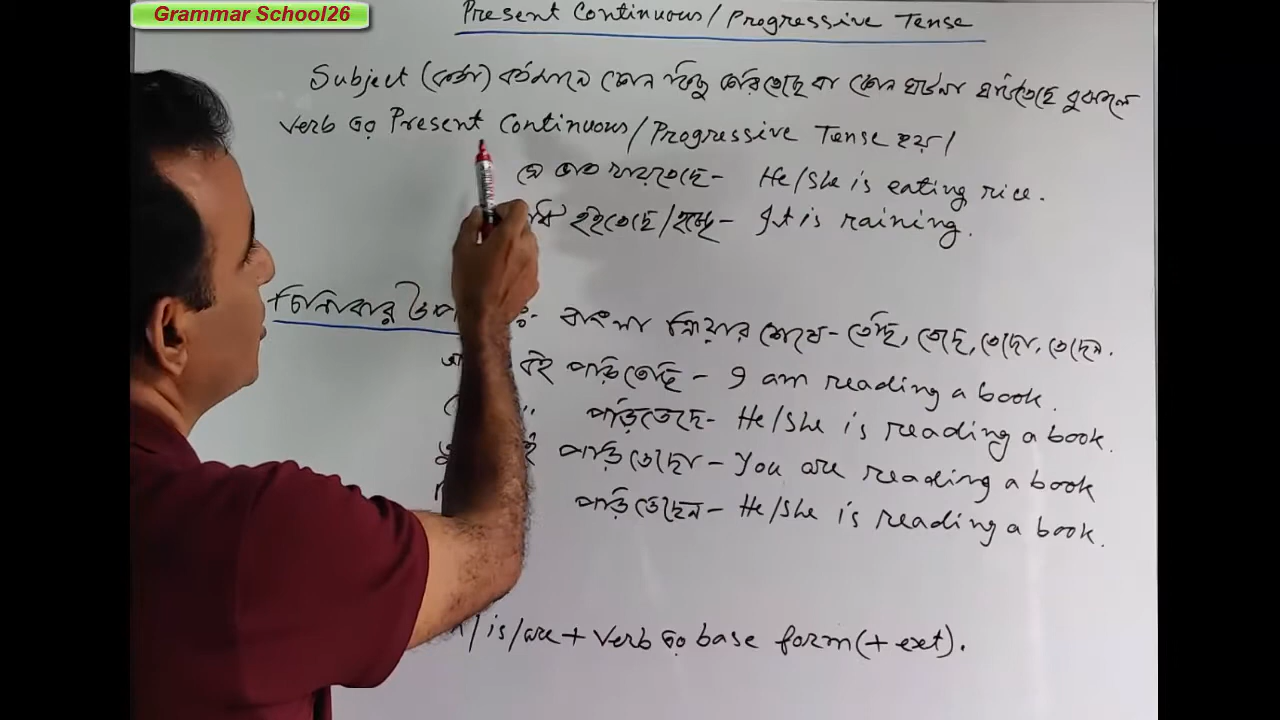 Grammar School26
Present Continuous/Progressive Tense
Subject (কর্তা) বর্তমানে কোন কিছু করিতেছে বা কোন ঘটনা ঘটিতেছে বুঝালে
Verb এর Present Continuous/Progressive Tense হয়।
সে ভাত খাইতেছে- He/She is eating rice.
হইতেছে/হচ্ছে- It is raining.
চিনিবার বাংলা ক্রিয়ার শেষে- তেছি, তেছে, তেছো, তেছেন.
বই পড়িতেছি - I am reading a book.
" পড়িতেছে- He/She is reading a book.
পড়িতেছো - You are reading a book
পড়িতেছেন- He/She is reading a book.
/is/are + Verb এর base form (+ ext).